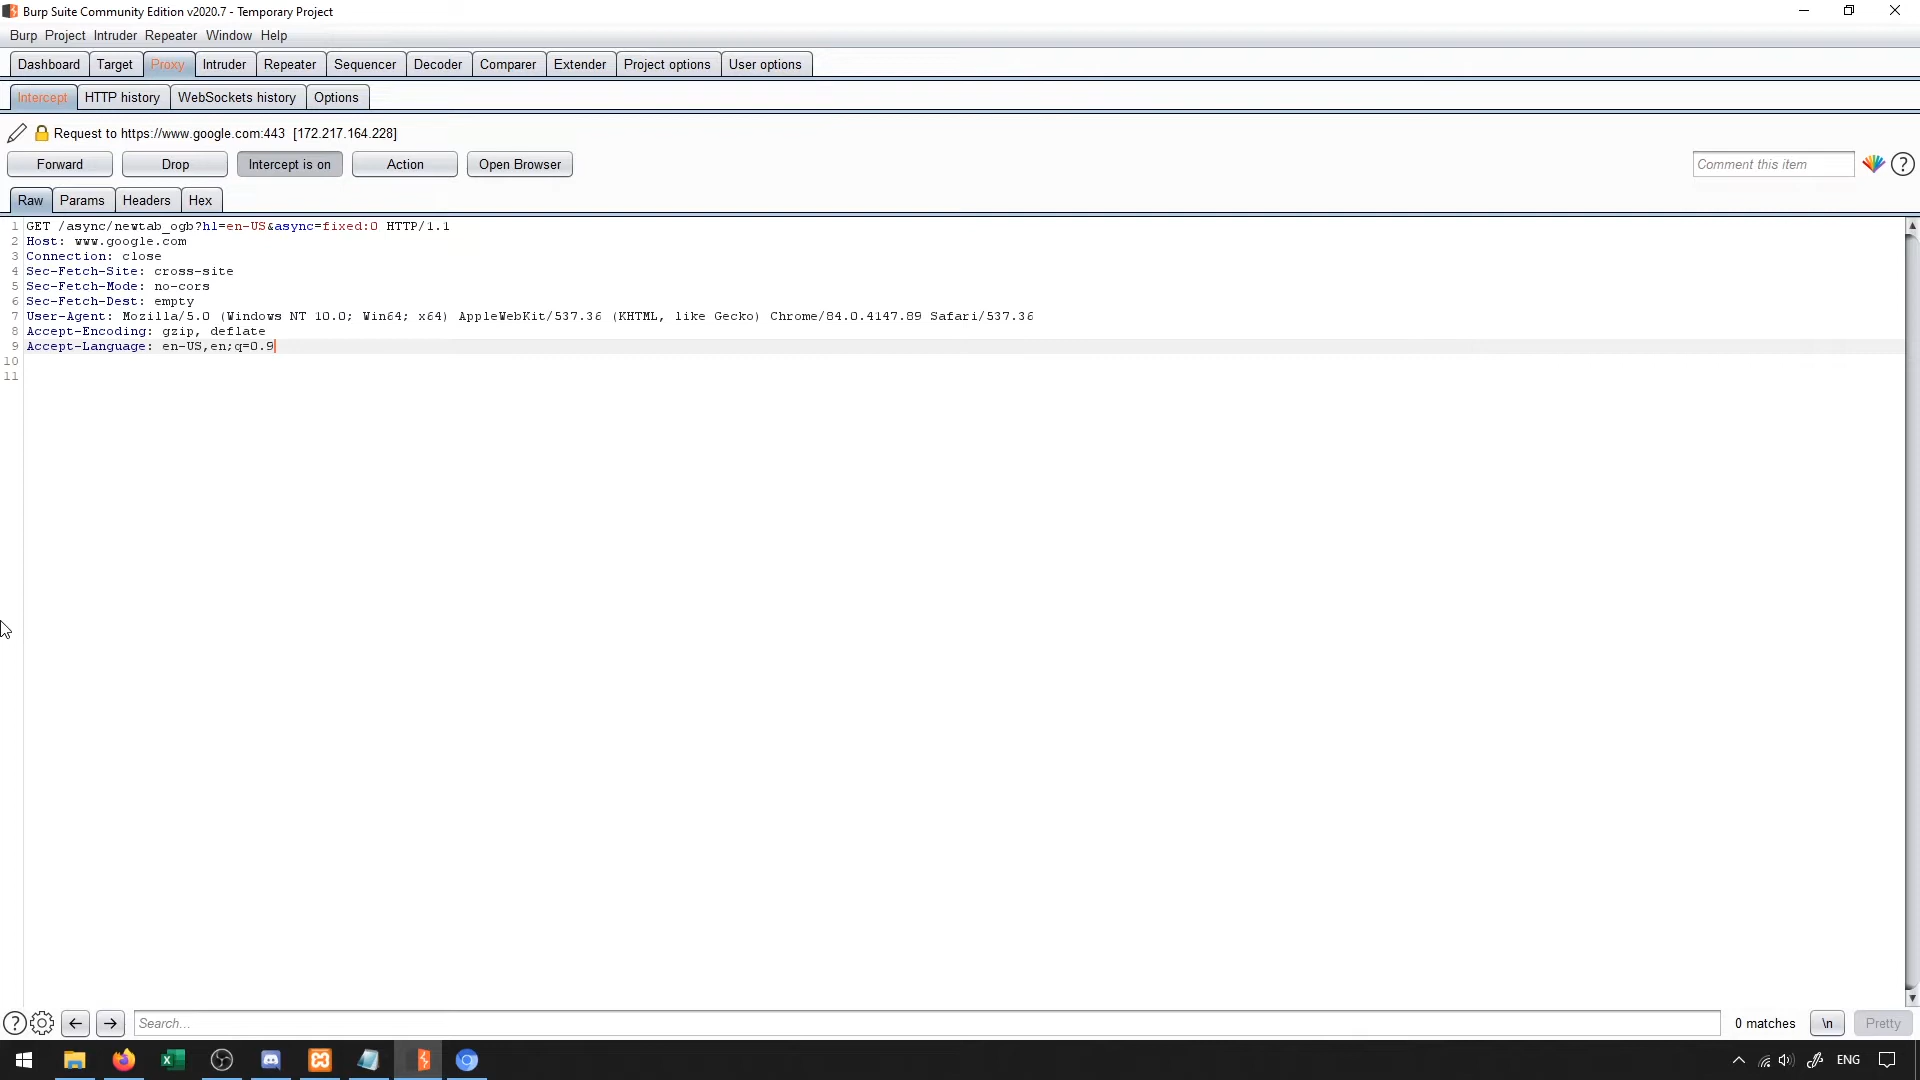 Burp Suite Community Edition v2020.7 - Temporary Project
Burp Project Intruder Repeater Window Help
Dashboard Target Proxy Intruder Repeater Sequencer Decoder Comparer Extender Project options User options
Intercept HTTP history WebSockets history Options
Request to https://www.google.com:443 [172.217.164.228]
Forward Drop Intercept is on Action Open Browser Comment this item ?
Raw Params Headers Hex
1 GET /async/newtab_ogb?hl=en-US&async=fixed:0 HTTP/1.1
2 Host: www.google.com
3 Connection: close
4 Sec-Fetch-Site: cross-site
5 Sec-Fetch-Mode: no-cors
6 Sec-Fetch-Dest: empty
7 User-Agent: Mozilla/5.0 (Windows NT 10.0; Win64; x64) AppleWebKit/537.36 (KHTML, like Gecko) Chrome/84.0.4147.89 Safari/537.36
8 Accept-Encoding: gzip, deflate
9 Accept-Language: en-US,en;q=0.9
10
11
? Search... 0 matches \n Pretty
ENG